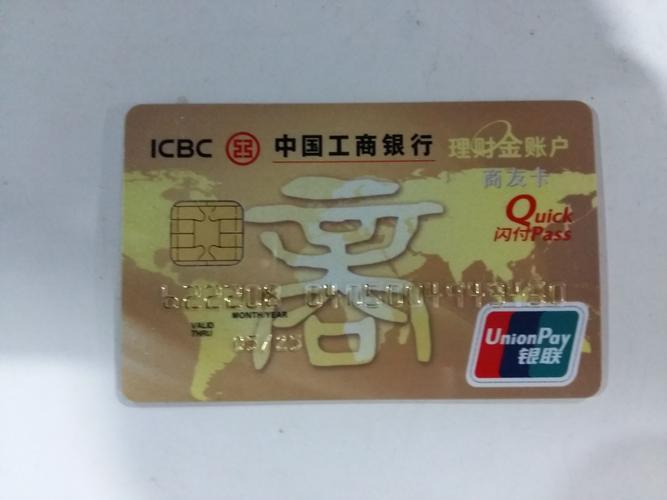 ICBC 中国工商银行 理财金账户
商友卡
Quick
闪付Pass
商
MONTH/YEAR
VALID
THRU
UnionPay
银联